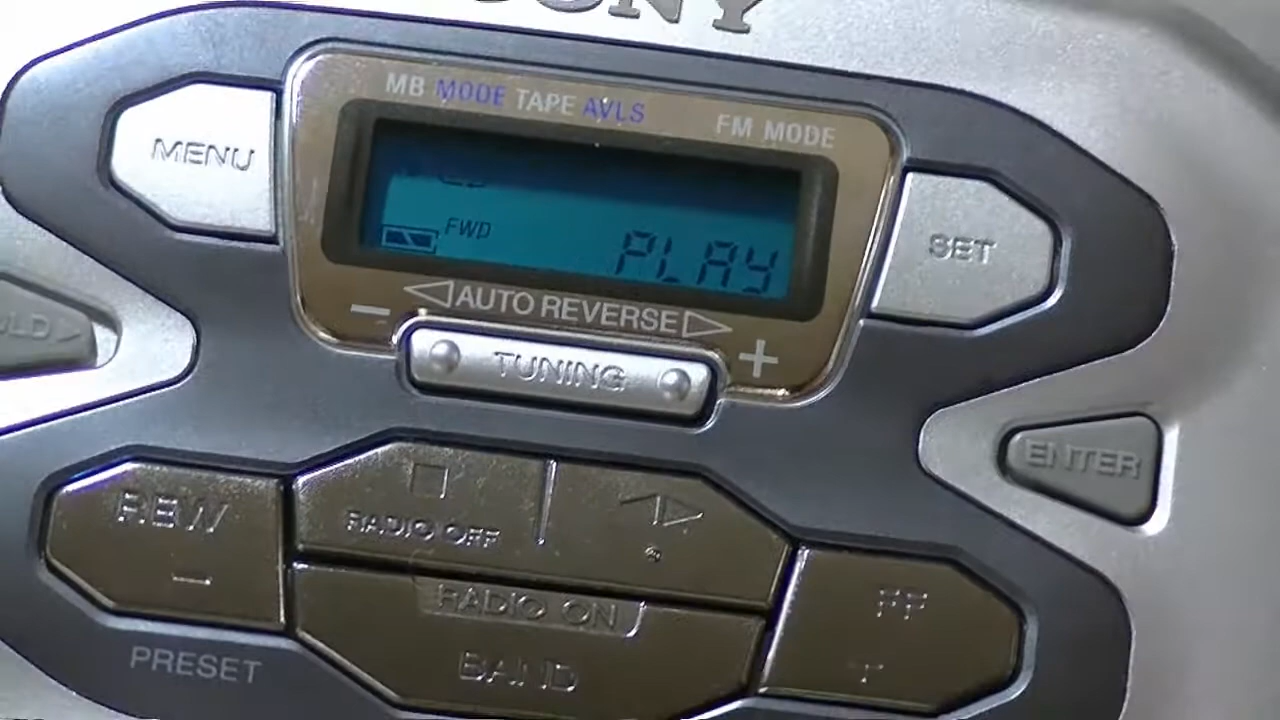 SONY
MB MODE TAPE AVLS FM MODE
MENU
SET
FWD
PLAY
AUTO REVERSE
− +
TUNING
ENTER
REW
−
RADIO OFF
RADIO ON
BAND
FF
+
PRESET